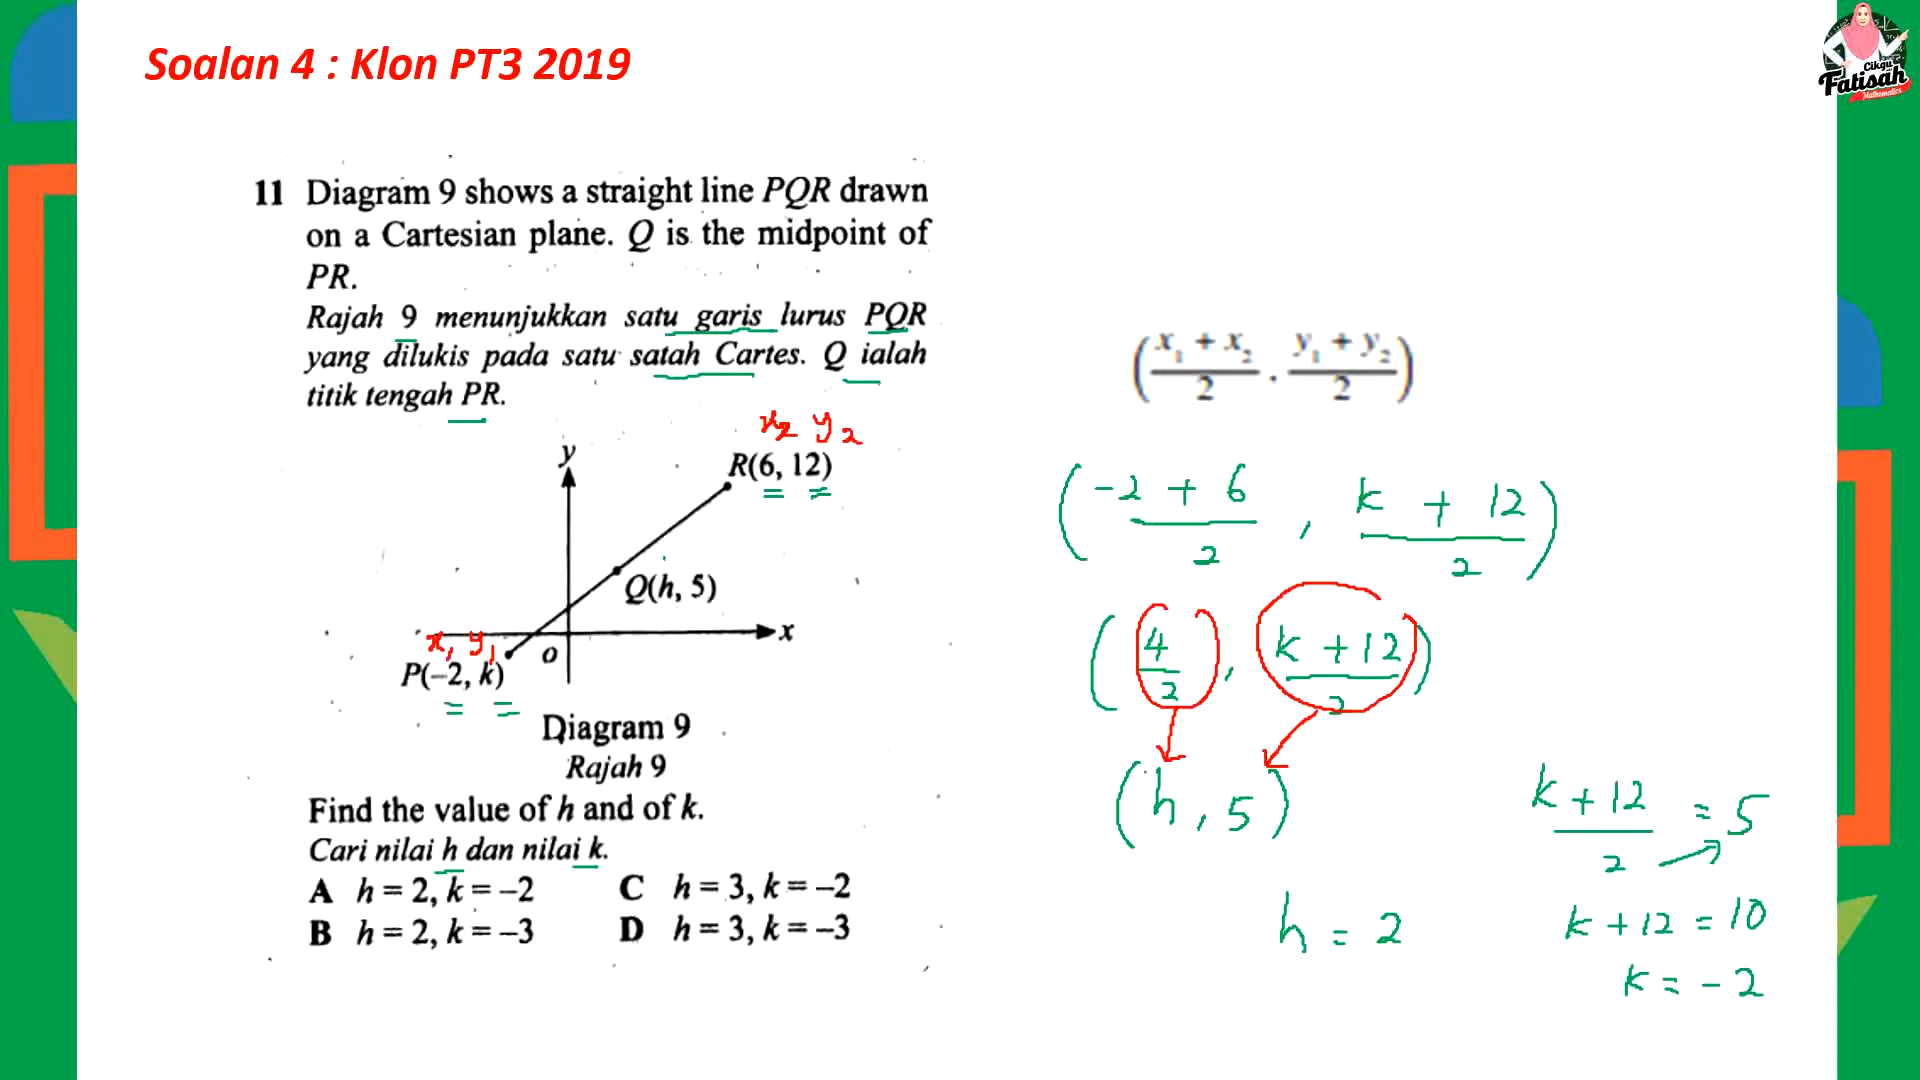 Soalan 4 : Klon PT3 2019
Cikgu
Fatisah
Mathematics
11 Diagram 9 shows a straight line PQR drawn
on a Cartesian plane. Q is the midpoint of
PR.
Rajah 9 menunjukkan satu garis lurus PQR
yang dilukis pada satu satah Cartes. Q ialah
titik tengah PR.
x₂ y₂
y
R(6, 12)
Q(h, 5)
x
x₁ y₁
O
P(–2, k)
Diagram 9
Rajah 9
Find the value of h and of k.
Cari nilai h dan nilai k.
A h = 2, k = –2 C h = 3, k = –2
B h = 2, k = –3 D h = 3, k = –3
(x₁ + x₂ / 2 . y₁ + y₂ / 2)
(-2 + 6 / 2 , k + 12 / 2)
(4 / 2 , k + 12 / 2)
(h, 5)
h = 2
k + 12 / 2 = 5
k + 12 = 10
k = -2